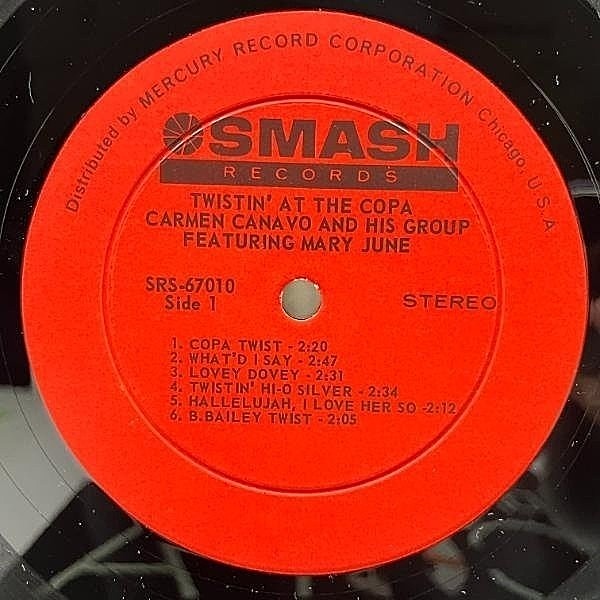 Distributed by MERCURY RECORD CORPORATION Chicago, U.S.A.
SMASH
RECORDS
TWISTIN' AT THE COPA
CARMEN CANAVO AND HIS GROUP
FEATURING MARY JUNE
SRS-67010
Side 1
STEREO
1. COPA TWIST - 2:20
2. WHAT'D I SAY - 2:47
3. LOVEY DOVEY - 2:31
4. TWISTIN' HI-O SILVER - 2:34
5. HALLELUJAH, I LOVE HER SO -2:12
6. B.BAILEY TWIST - 2:05